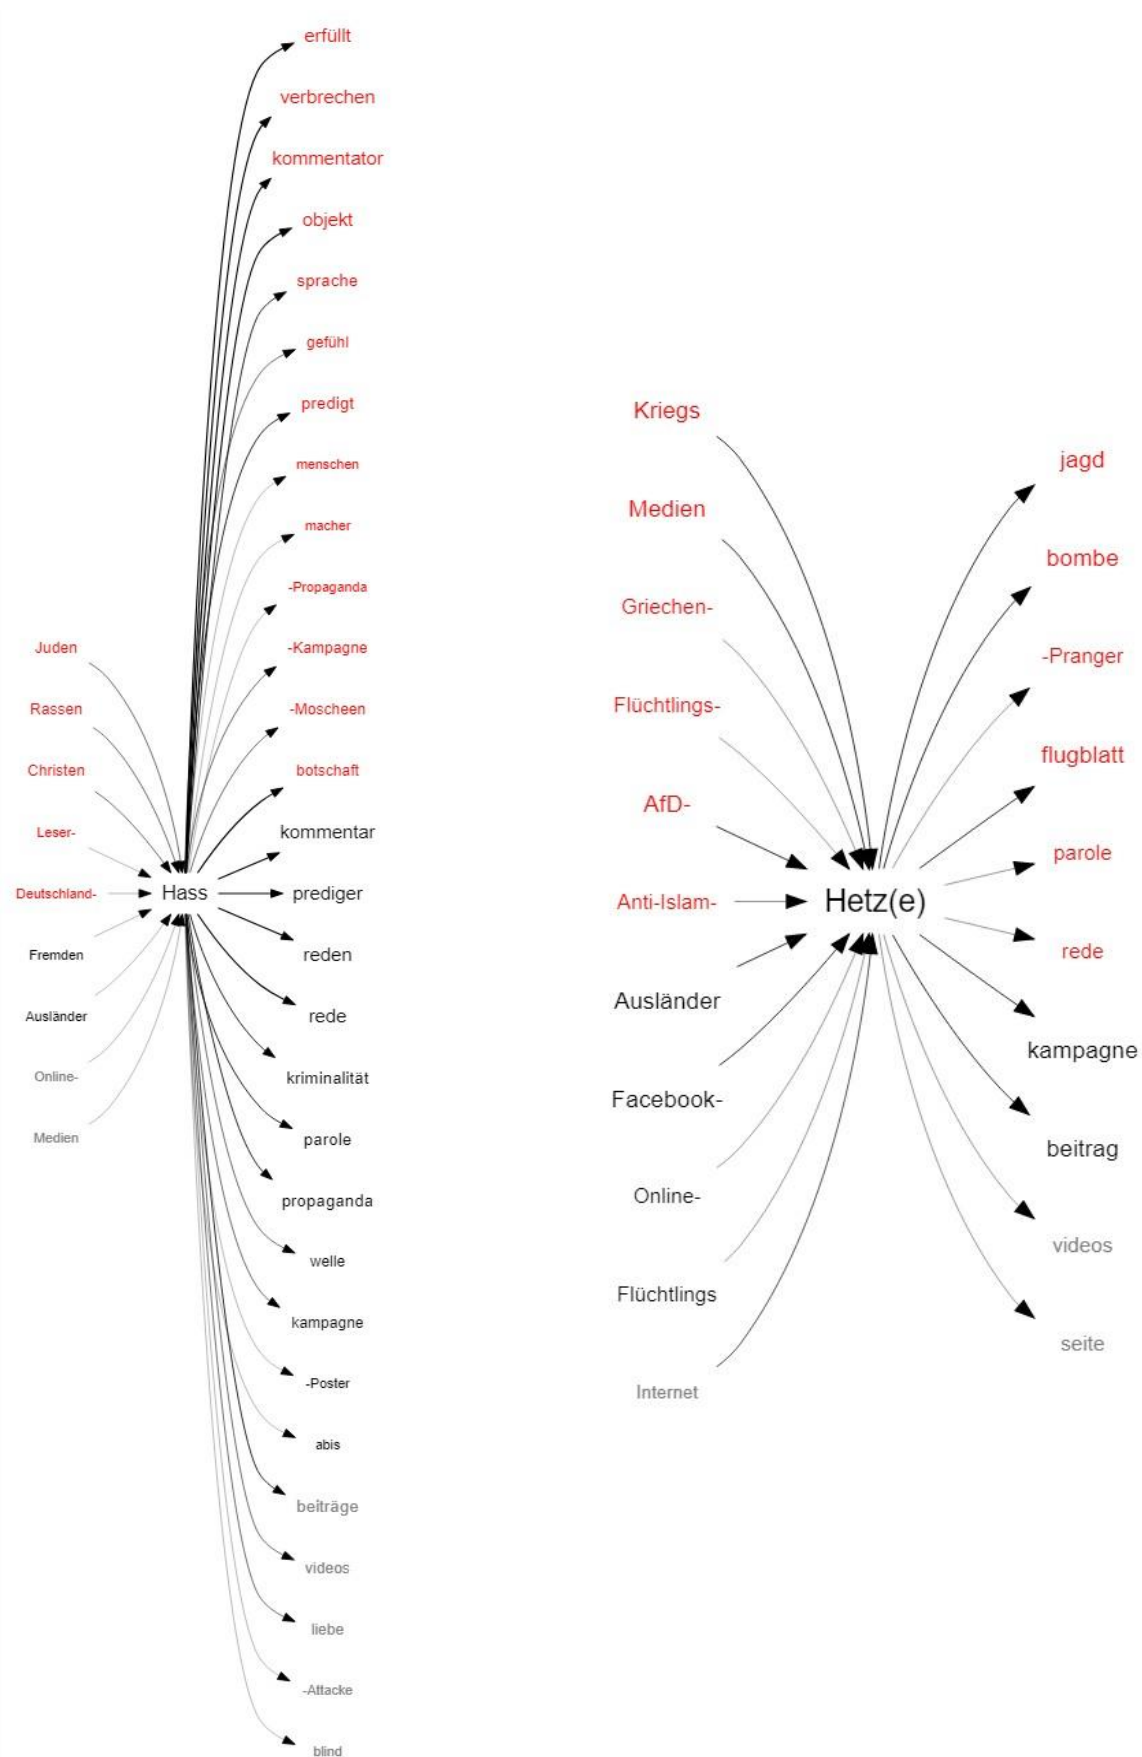 erfüllt
verbrechen
kommentator
objekt
sprache
gefühl
predigt
menschen
macher
-Propaganda
-Kampagne
-Moscheen
botschaft
kommentar
prediger
reden
rede
kriminalität
parole
propaganda
welle
kampagne
-Poster
abis
beiträge
videos
liebe
-Attacke
blind
Juden
Rassen
Christen
Leser-
Deutschland-
Fremden
Ausländer
Online-
Medien
Hass
Kriegs
Medien
Griechen-
Flüchtlings-
AfD-
Anti-Islam-
Ausländer
Facebook-
Online-
Flüchtlings
Internet
Hetz(e)
jagd
bombe
-Pranger
flugblatt
parole
rede
kampagne
beitrag
videos
seite